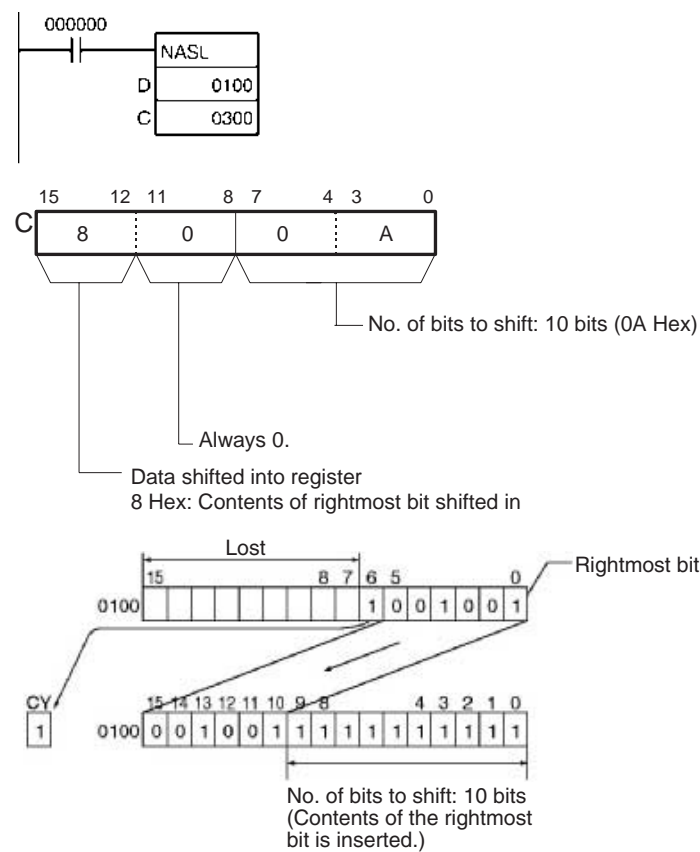 000000
NASL
D 0100
C 0300
15 12 11 8 7 4 3 0
C 8 0 0 A
No. of bits to shift: 10 bits (0A Hex)
Always 0.
Data shifted into register
8 Hex: Contents of rightmost bit shifted in
Lost
15 8 7 6 5 0
Rightmost bit
0100 1 0 0 1 0 0 1
CY 15 14 13 12 11 10 9 8 4 3 2 1 0
1 0100 0 0 1 0 0 1 1 1 1 1 1 1 1 1 1 1
No. of bits to shift: 10 bits
(Contents of the rightmost
bit is inserted.)